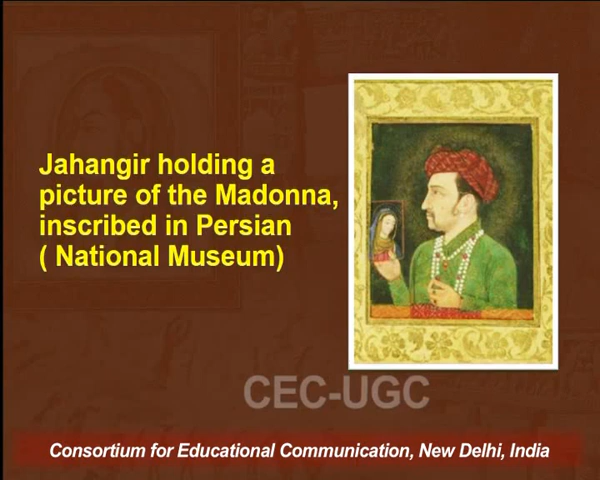 Jahangir holding a
picture of the Madonna,
inscribed in Persian
( National Museum)
CEC-UGC
Consortium for Educational Communication, New Delhi, India